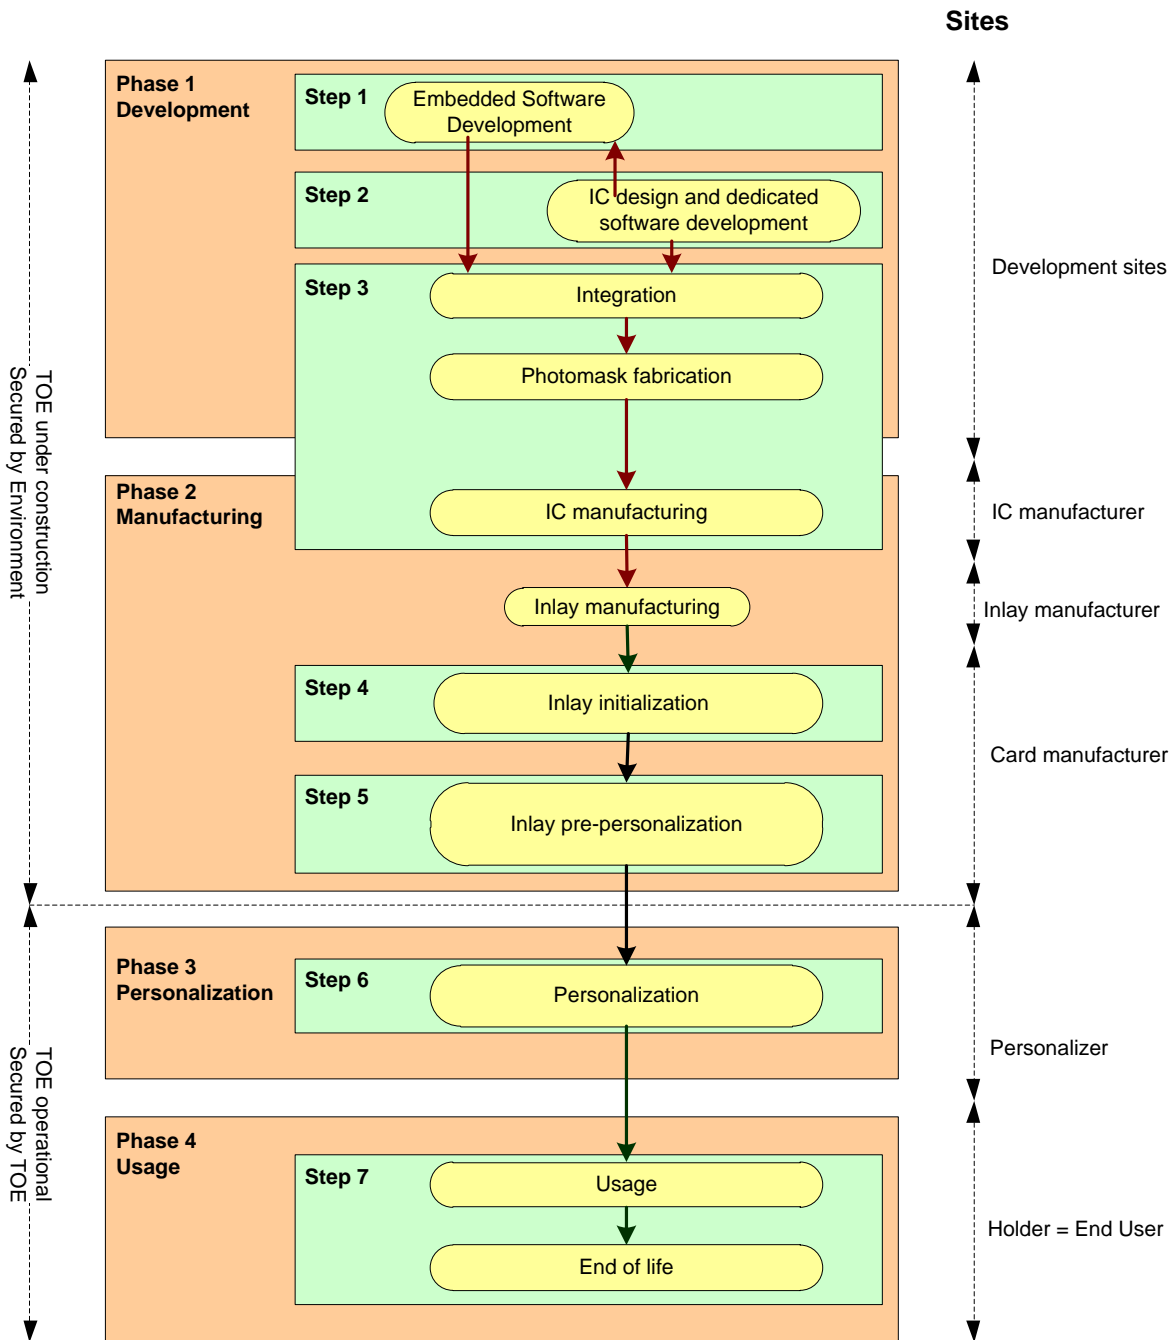 Sites
Phase 1
Development
Step 1
Embedded Software
Development
Step 2
IC design and dedicated
software development
Step 3
Integration
Development sites
Photomask fabrication
TOE under construction
Secured by Environment
Phase 2
Manufacturing
IC manufacturing
IC manufacturer
Inlay manufacturing
Inlay manufacturer
Step 4
Inlay initialization
Card manufacturer
Step 5
Inlay pre-personalization
Phase 3
Personalization
Step 6
Personalization
Personalizer
TOE operational
Secured by TOE
Phase 4
Usage
Step 7
Usage
Holder = End User
End of life